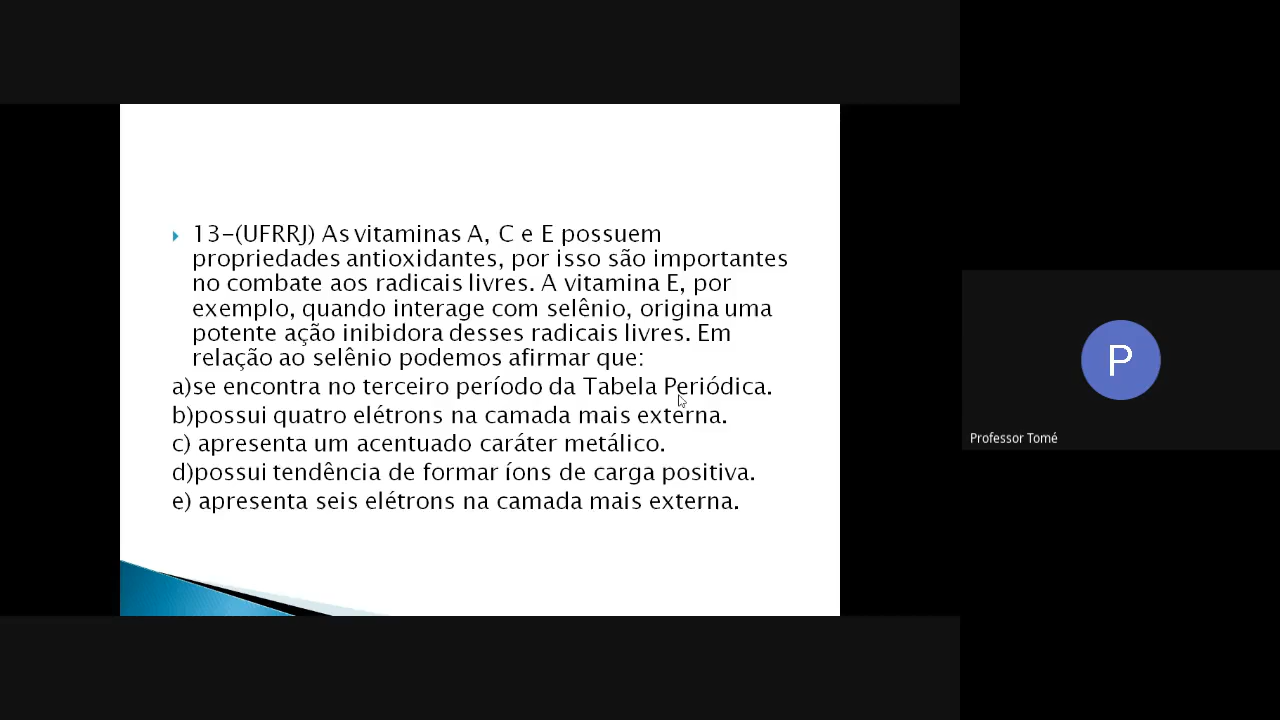 13-(UFRRJ) As vitaminas A, C e E possuem
propriedades antioxidantes, por isso são importantes
no combate aos radicais livres. A vitamina E, por
exemplo, quando interage com selênio, origina uma
potente ação inibidora desses radicais livres. Em
relação ao selênio podemos afirmar que:
a)se encontra no terceiro período da Tabela Periódica.
b)possui quatro elétrons na camada mais externa.
c) apresenta um acentuado caráter metálico.
d)possui tendência de formar íons de carga positiva.
e) apresenta seis elétrons na camada mais externa.
P
Professor Tomé